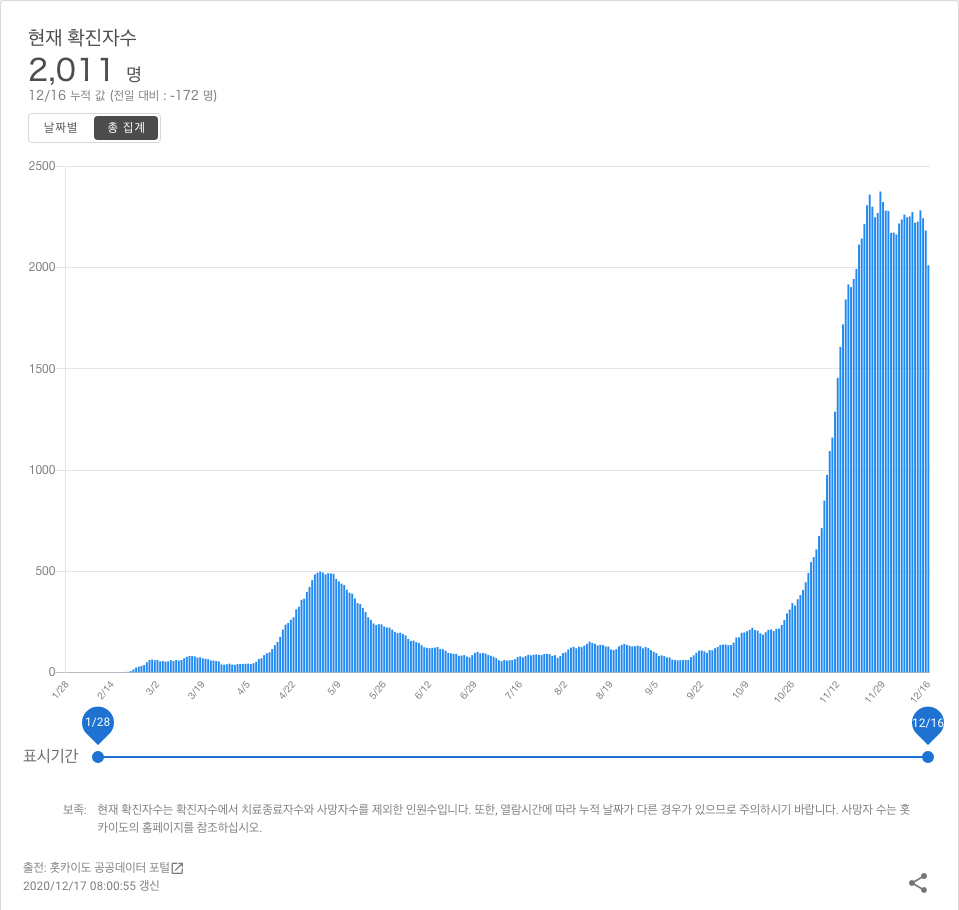 현재 확진자수
2,011 명
12/16 누적 값 (전일 대비 : -172 명)
날짜별 총 집계
2500
2000
1500
1000
500
0
1/28 2/14 3/2 3/19 4/5 4/22 5/9 5/26 6/12 6/29 7/16 8/2 8/19 9/5 9/22 10/9 10/26 11/12 11/29 12/16
1/28 12/16
표시기간
보족: 현재 확진자수는 확진자수에서 치료종료자수와 사망자수를 제외한 인원수입니다. 또한, 열람시간에 따라 누적 날짜가 다른 경우가 있으므로 주의하시기 바랍니다. 사망자 수는 홋
카이도의 홈페이지를 참조하십시오.
출전: 홋카이도 공공데이터 포털
2020/12/17 08:00:55 갱신